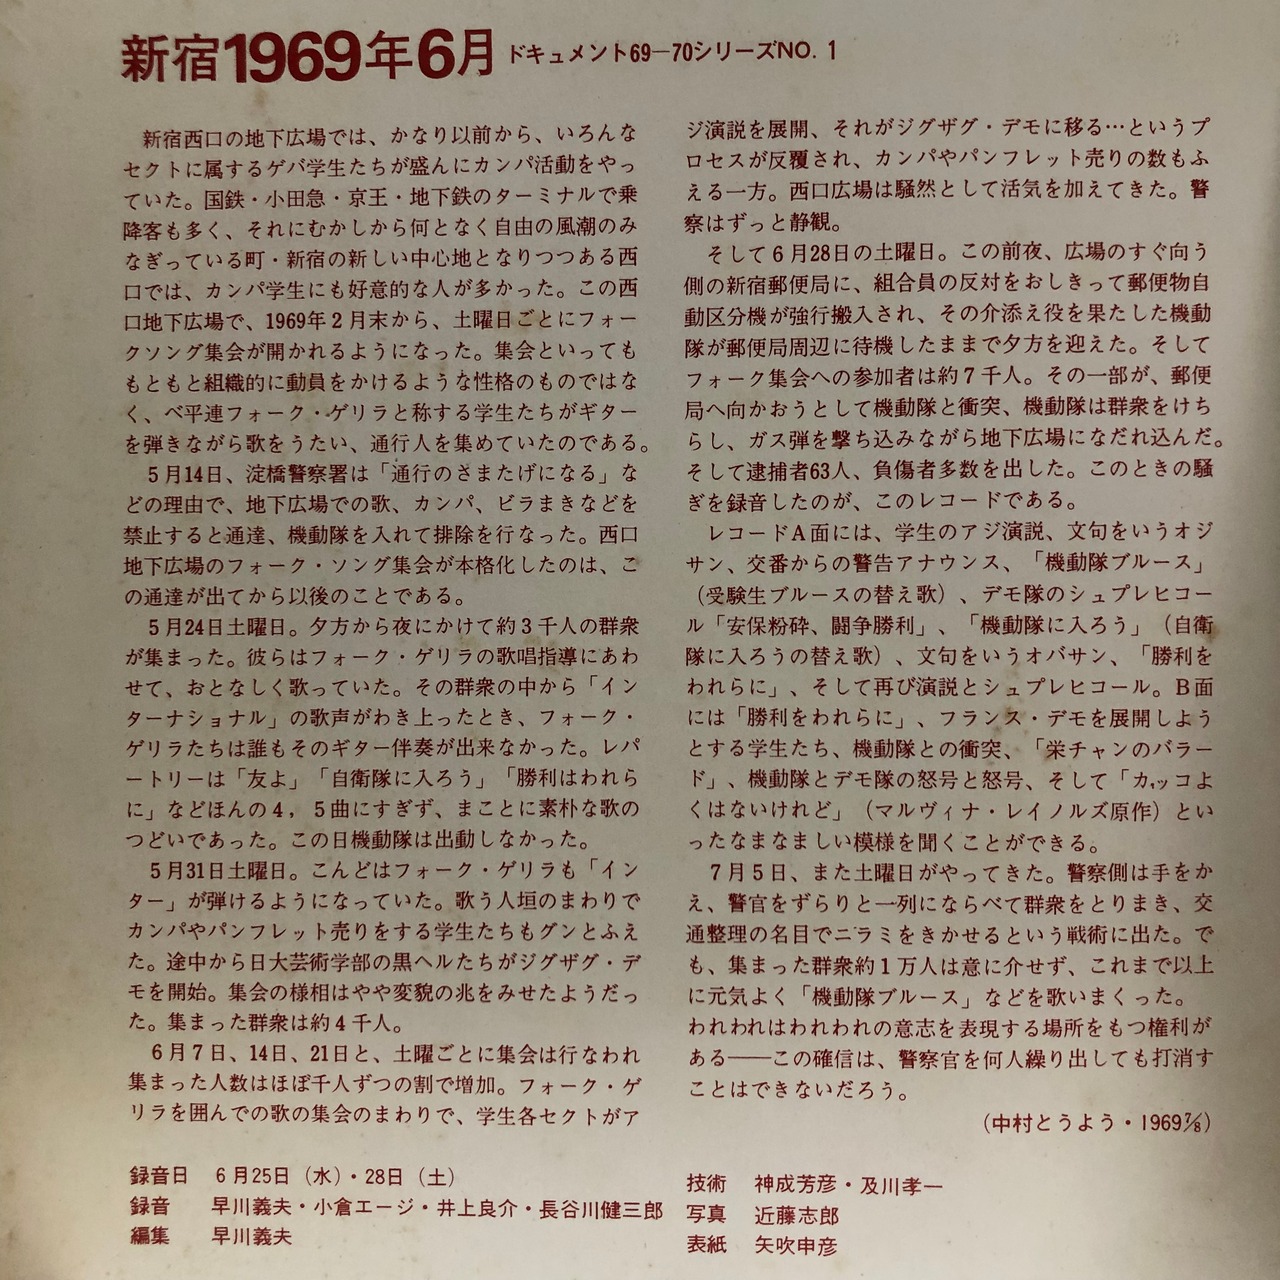 新宿1969年6月 ドキュメント69―70シリーズNO. 1
新宿西口の地下広場では、かなり以前から、いろんな
セクトに属するゲバ学生たちが盛んにカンパ活動をやっ
ていた。国鉄・小田急・京王・地下鉄のターミナルで乗
降客も多く、それにむかしから何となく自由の風潮のみ
なぎっている町・新宿の新しい中心地となりつつある西
口では、カンパ学生にも好意的な人が多かった。この西
口地下広場で、1969年2月末から、土曜日ごとにフォー
クソング集会が開かれるようになった。集会といっても
もともと組織的に動員をかけるような性格のものではな
く、ベ平連フォーク・ゲリラと称する学生たちがギター
を弾きながら歌をうたい、通行人を集めていたのである。
5月14日、淀橋警察署は「通行のさまたげになる」な
どの理由で、地下広場での歌、カンパ、ビラまきなどを
禁止すると通達、機動隊を入れて排除を行なった。西口
地下広場のフォーク・ソング集会が本格化したのは、こ
の通達が出てから以後のことである。
5月24日土曜日。夕方から夜にかけて約3千人の群衆
が集まった。彼らはフォーク・ゲリラの歌唱指導にあわ
せて、おとなしく歌っていた。その群衆の中から「イン
ターナショナル」の歌声がわき上ったとき、フォーク・
ゲリラたちは誰もそのギター伴奏が出来なかった。レパ
ートリーは「友よ」「自衛隊に入ろう」「勝利はわれら
に」などほんの4，5曲にすぎず、まことに素朴な歌の
つどいであった。この日機動隊は出動しなかった。
5月31日土曜日。こんどはフォーク・ゲリラも「イン
ター」が弾けるようになっていた。歌う人垣のまわりで
カンパやパンフレット売りをする学生たちもグンとふえ
た。途中から日大芸術学部の黒ヘルたちがジグザグ・デ
モを開始。集会の様相はやや変貌の兆をみせたようだっ
た。集まった群衆は約4千人。
6月7日、14日、21日と、土曜ごとに集会は行なわれ
集まった人数はほぼ千人ずつの割で増加。フォーク・ゲ
リラを囲んでの歌の集会のまわりで、学生各セクトがア
ジ演説を展開、それがジグザグ・デモに移る…というプ
ロセスが反覆され、カンパやパンフレット売りの数もふ
える一方。西口広場は騒然として活気を加えてきた。警
察はずっと静観。
そして6月28日の土曜日。この前夜、広場のすぐ向う
側の新宿郵便局に、組合員の反対をおしきって郵便物自
動区分機が強行搬入され、その介添え役を果たした機動
隊が郵便局周辺に待機したままで夕方を迎えた。そして
フォーク集会への参加者は約7千人。その一部が、郵便
局へ向かおうとして機動隊と衝突、機動隊は群衆をけち
らし、ガス弾を撃ち込みながら地下広場になだれ込んだ。
そして逮捕者63人、負傷者多数を出した。このときの騒
ぎを録音したのが、このレコードである。
レコードA面には、学生のアジ演説、文句をいうオジ
サン、交番からの警告アナウンス、「機動隊ブルース」
（受験生ブルースの替え歌）、デモ隊のシュプレヒコー
ル「安保粉砕、闘争勝利」、「機動隊に入ろう」（自衛
隊に入ろうの替え歌）、文句をいうオバサン、「勝利を
われらに」、そして再び演説とシュプレヒコール。B面
には「勝利をわれらに」、フランス・デモを展開しよう
とする学生たち、機動隊との衝突、「栄チャンのバラー
ド」、機動隊とデモ隊の怒号と怒号、そして「カッコよ
くはないけれど」（マルヴィナ・レイノルズ原作）とい
ったなまなましい模様を聞くことができる。
7月5日、また土曜日がやってきた。警察側は手をか
え、警官をずらりと一列にならべて群衆をとりまき、交
通整理の名目でニラミをきかせるという戦術に出た。で
も、集まった群衆約1万人は意に介せず、これまで以上
に元気よく「機動隊ブルース」などを歌いまくった。
われわれはわれわれの意志を表現する場所をもつ権利が
ある――この確信は、警察官を何人繰り出しても打消す
ことはできないだろう。
（中村とうよう・1969 7/8）
録音日 6月25日（水）・28日（土）
録音 早川義夫・小倉エージ・井上良介・長谷川健三郎
編集 早川義夫
技術 神成芳彦・及川孝一
写真 近藤志郎
表紙 矢吹申彦